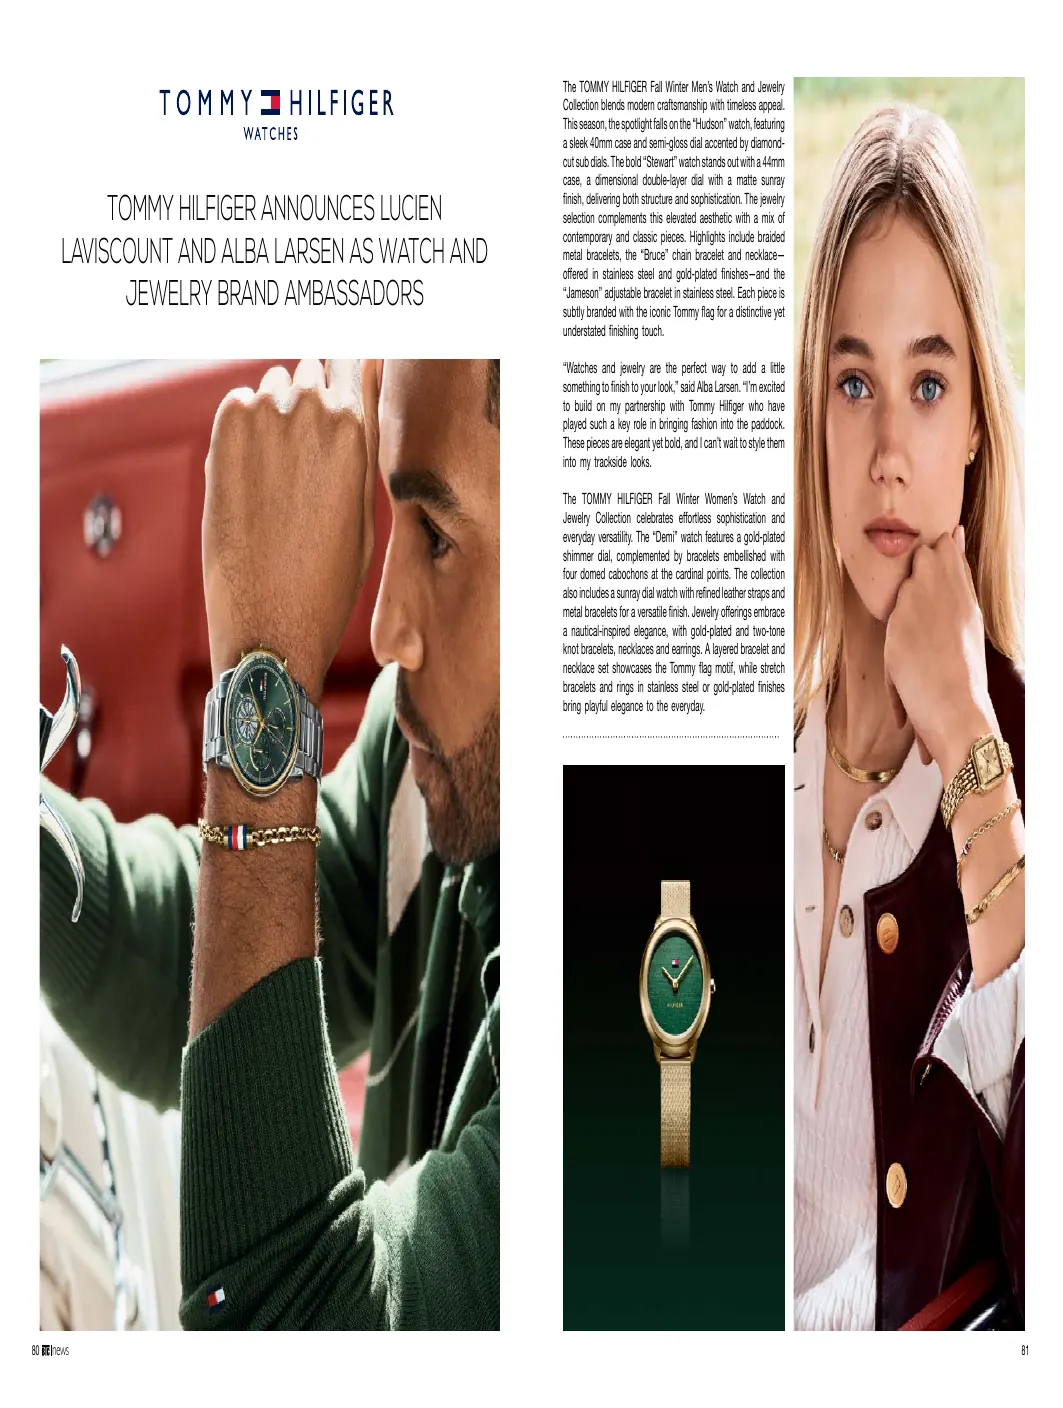 TOMMY HILFIGER
WATCHES
TOMMY HILFIGER ANNOUNCES LUCIEN
LAVISCOUNT AND ALBA LARSEN AS WATCH AND
JEWELRY BRAND AMBASSADORS
The TOMMY HILFIGER Fall Winter Men's Watch and Jewelry
Collection blends modern craftsmanship with timeless appeal.
This season, the spotlight falls on the “Hudson” watch, featuring
a sleek 40mm case and semi-gloss dial accented by diamond-
cut sub dials. The bold “Stewart” watch stands out with a 44mm
case, a dimensional double-layer dial with a matte sunray
finish, delivering both structure and sophistication. The jewelry
selection complements this elevated aesthetic with a mix of
contemporary and classic pieces. Highlights include braided
metal bracelets, the “Bruce” chain bracelet and necklace—
offered in stainless steel and gold-plated finishes—and the
“Jameson” adjustable bracelet in stainless steel. Each piece is
subtly branded with the iconic Tommy flag for a distinctive yet
understated finishing touch.
“Watches and jewelry are the perfect way to add a little
something to finish to your look,” said Alba Larsen. “I'm excited
to build on my partnership with Tommy Hilfiger who have
played such a key role in bringing fashion into the paddock.
These pieces are elegant yet bold, and I can't wait to style them
into my trackside looks.
The TOMMY HILFIGER Fall Winter Women's Watch and
Jewelry Collection celebrates effortless sophistication and
everyday versatility. The “Demi” watch features a gold-plated
shimmer dial, complemented by bracelets embellished with
four domed cabochons at the cardinal points. The collection
also includes a sunray dial watch with refined leather straps and
metal bracelets for a versatile finish. Jewelry offerings embrace
a nautical-inspired elegance, with gold-plated and two-tone
knot bracelets, necklaces and earrings. A layered bracelet and
necklace set showcases the Tommy flag motif, while stretch
bracelets and rings in stainless steel or gold-plated finishes
bring playful elegance to the everyday.
HILFIGER
80 news
81